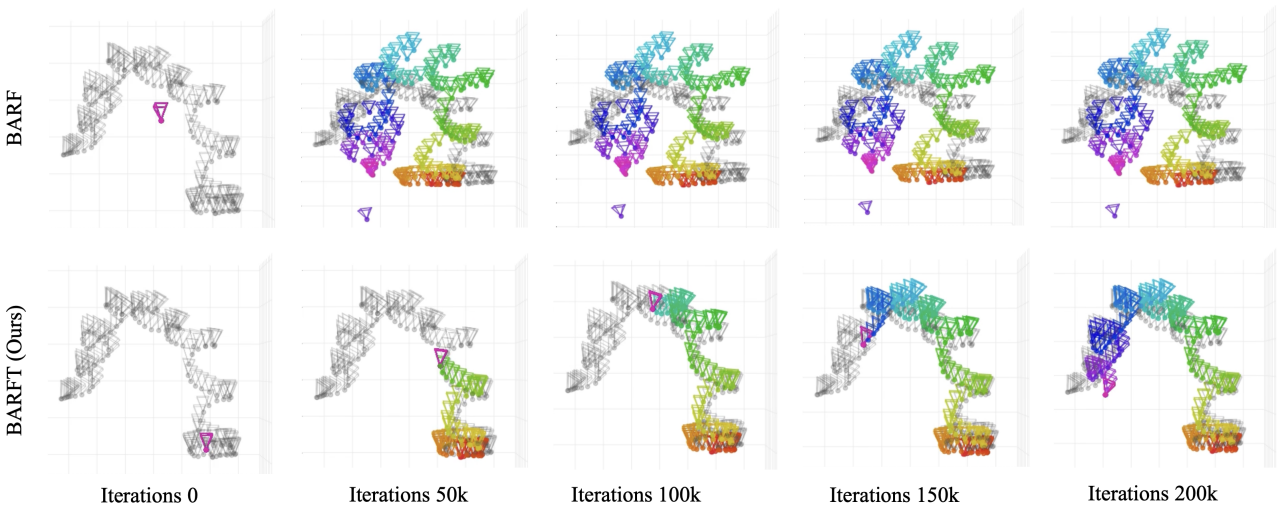 BARF
BARFT (Ours)
Iterations 0
Iterations 50k
Iterations 100k
Iterations 150k
Iterations 200k